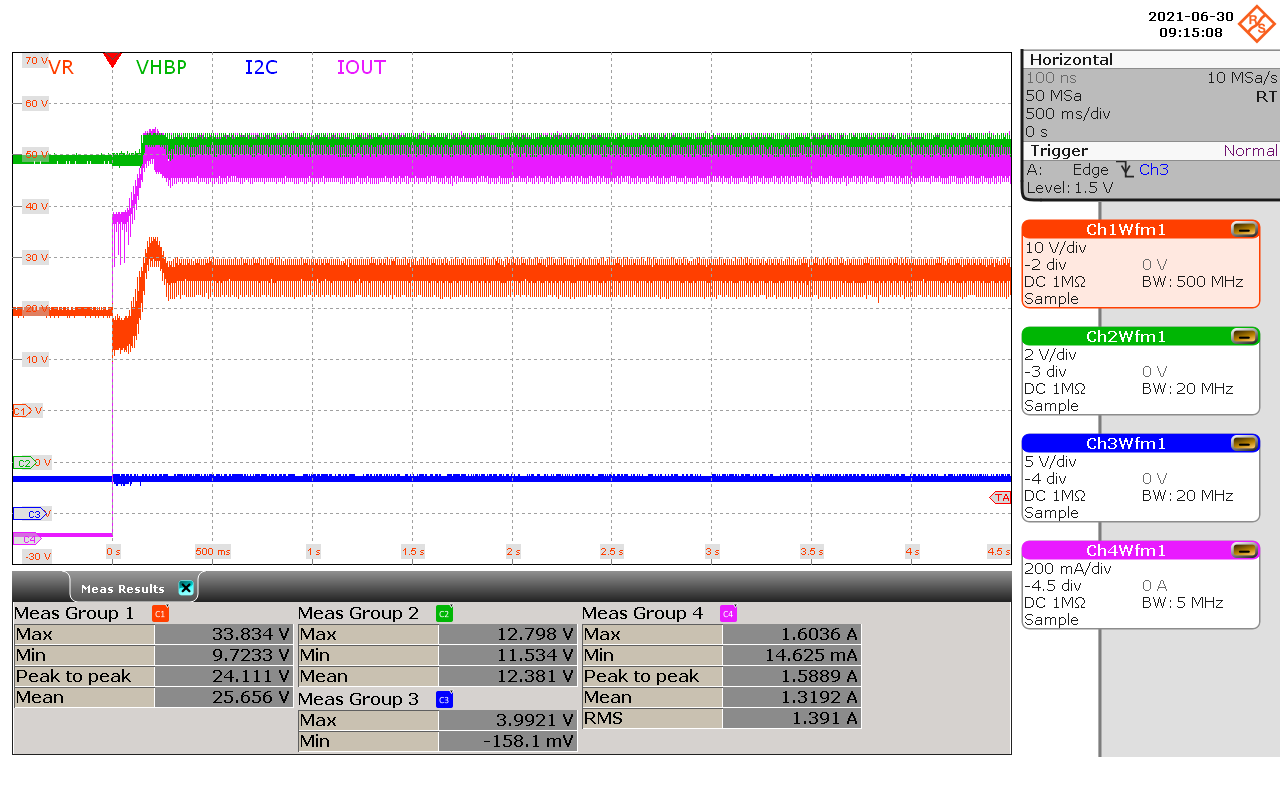 2021-06-30
09:15:08
70 V VR VHBP I2C IOUT
60 V
50 V
40 V
30 V
20 V
10 V
C1 V
C2 0 V
C3 V
TA
C4
-30 V 0 s 500 ms 1 s 1.5 s 2 s 2.5 s 3 s 3.5 s 4 s 4.5 s
Horizontal
100 ns 10 MSa/s
50 MSa RT
500 ms/div
0 s
Trigger Normal
A: Edge Ch3
Level: 1.5 V
Ch1Wfm1
10 V/div
-2 div 0 V
DC 1MΩ BW: 500 MHz
Sample
Ch2Wfm1
2 V/div
-3 div 0 V
DC 1MΩ BW: 20 MHz
Sample
Ch3Wfm1
5 V/div
-4 div 0 V
DC 1MΩ BW: 20 MHz
Sample
Ch4Wfm1
200 mA/div
-4.5 div 0 A
DC 1MΩ BW: 5 MHz
Sample
Meas Results
Meas Group 1 C1
Max 33.834 V
Min 9.7233 V
Peak to peak 24.111 V
Mean 25.656 V
Meas Group 2 C2
Max 12.798 V
Min 11.534 V
Mean 12.381 V
Meas Group 3 C3
Max 3.9921 V
Min -158.1 mV
Meas Group 4 C4
Max 1.6036 A
Min 14.625 mA
Peak to peak 1.5889 A
Mean 1.3192 A
RMS 1.391 A